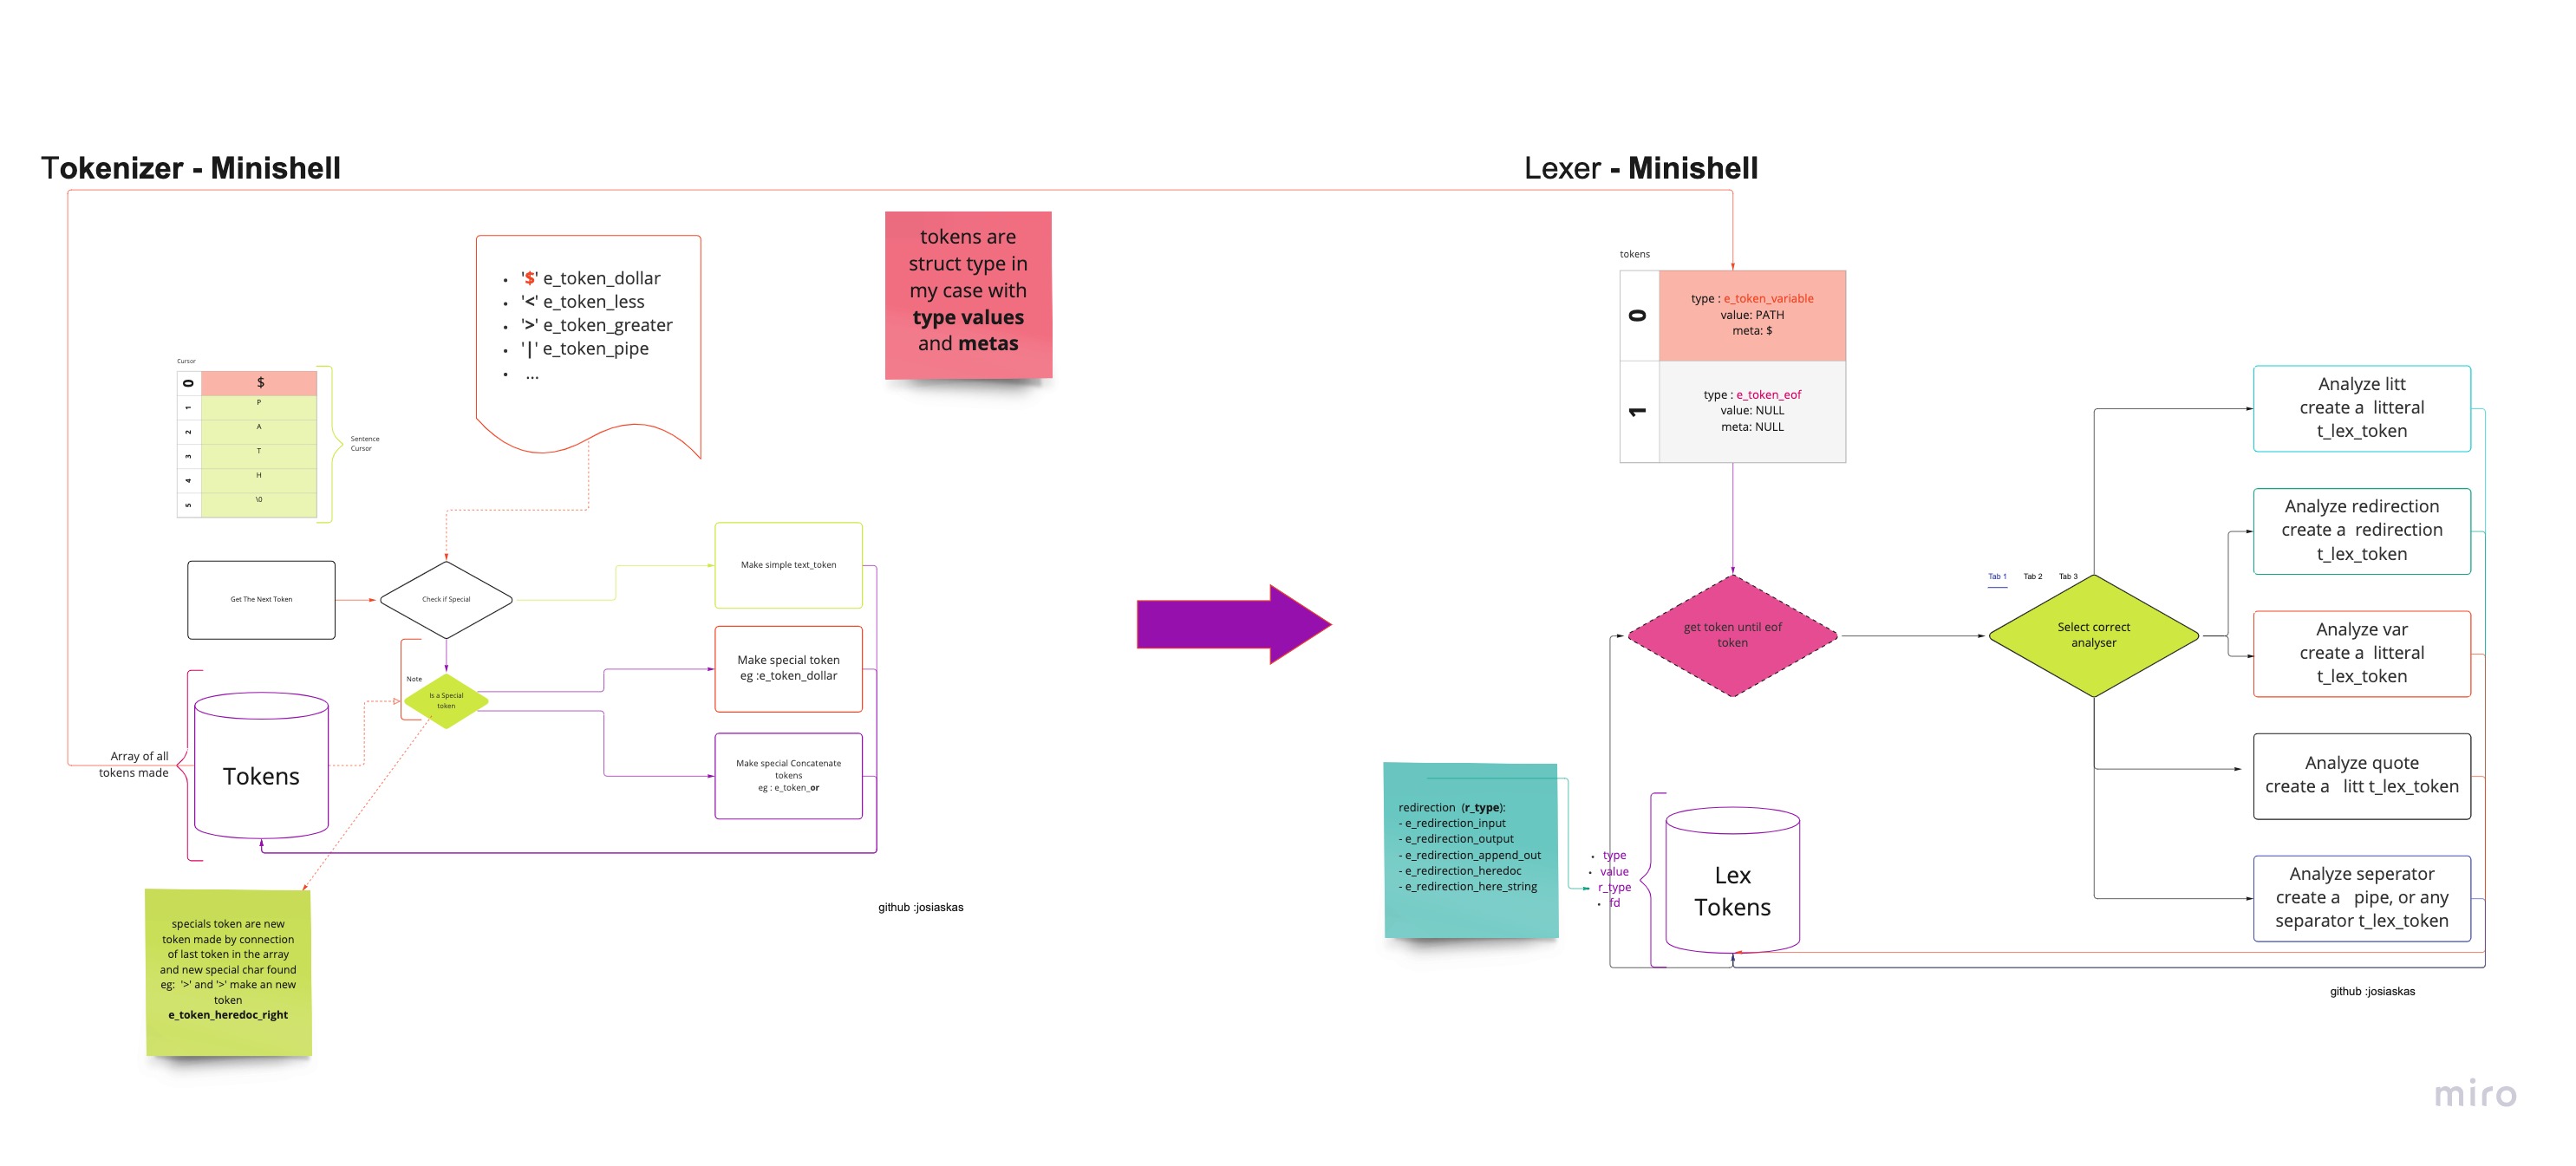 Tokenizer - Minishell
• '$' e_token_dollar
• '<' e_token_less
• '>' e_token_greater
• '|' e_token_pipe
• ...
tokens are
struct type in
my case with
type values
and metas
Cursor
0 $
1 P
2 A
3 T
4 H
5 \0
Sentence
Cursor
Get The Next Token
Check if Special
Note
Is a Special
token
Make simple text_token
Make special token
eg :e_token_dollar
Make special Concatenate
tokens
eg : e_token_or
Array of all
tokens made
Tokens
specials token are new
token made by connection
of last token in the array
and new special char found
eg: '>' and '>' make an new
token
e_token_heredoc_right
github :josiaskas
Lexer - Minishell
tokens
0
type : e_token_variable
value: PATH
meta: $
1
type : e_token_eof
value: NULL
meta: NULL
get token until eof
token
Tab 1 Tab 2 Tab 3
Select correct
analyser
Analyze litt
create a litteral
t_lex_token
Analyze redirection
create a redirection
t_lex_token
Analyze var
create a litteral
t_lex_token
Analyze quote
create a litt t_lex_token
Analyze seperator
create a pipe, or any
separator t_lex_token
redirection (r_type):
- e_redirection_input
- e_redirection_output
- e_redirection_append_out
- e_redirection_heredoc
- e_redirection_here_string
• type
• value
r_type
• fd
Lex
Tokens
github :josiaskas
miro